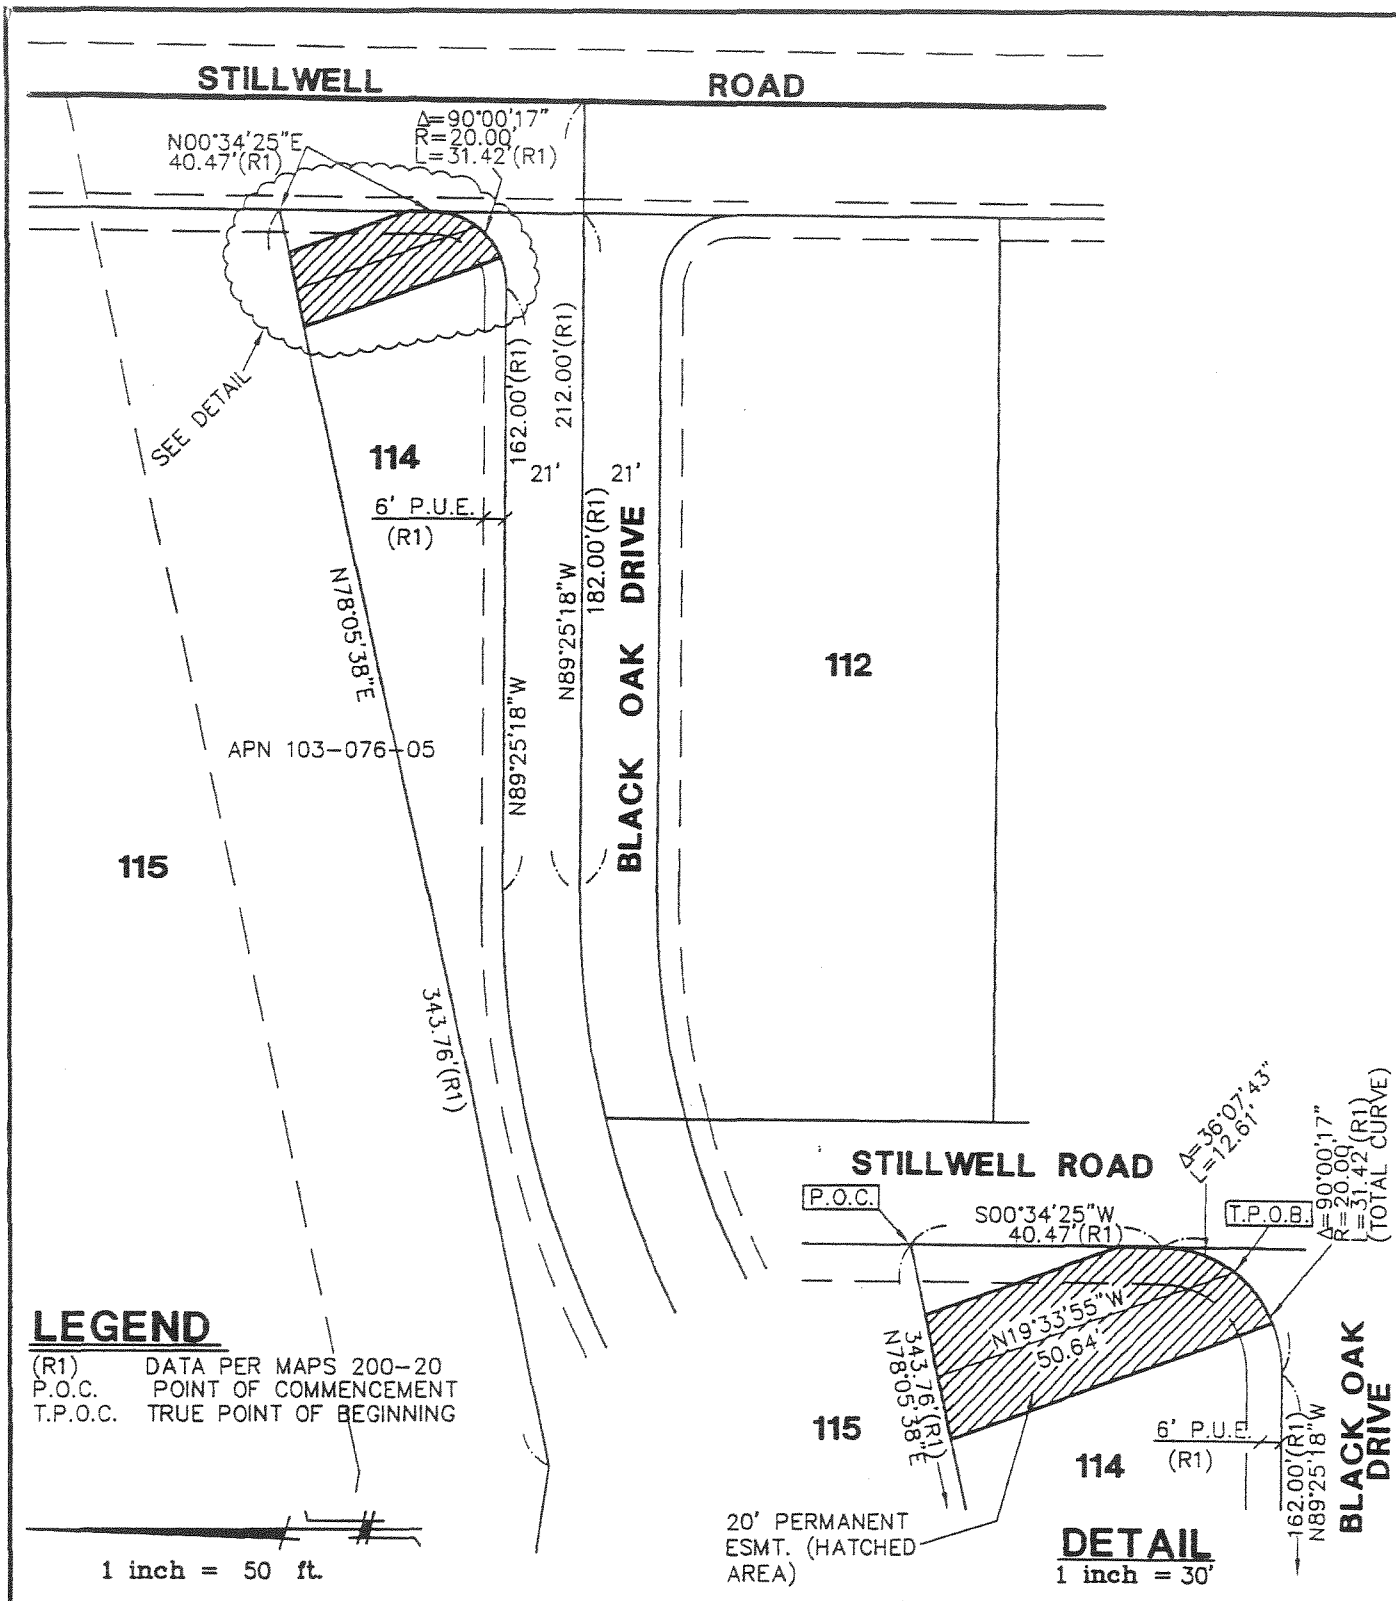 STILLWELL ROAD
Δ=90°00'17"
R=20.00'
L=31.42'(R1)
N00°34'25"E
40.47'(R1)
SEE DETAIL
162.00'(R1)
212.00'(R1)
114
21' 21'
6' P.U.E.
(R1)
182.00'(R1)
N89°25'18"W
BLACK OAK DRIVE
N78°05'38"E
112
N89°25'18"W
APN 103-076-05
115
343.76'(R1)
STILLWELL ROAD
Δ=36°07'43"
L=12.61'
P.O.C.
T.P.O.B.
Δ=90°00'17"
R=20.00'
L=31.42'(R1)
(TOTAL CURVE)
S00°34'25"W
40.47'(R1)
N19°33'55"W
50.64'
343.76'(R1)
N78°05'38"E
115
6' P.U.E.
(R1)
114
162.00'(R1)
N89°25'18"W
BLACK OAK
DRIVE
20' PERMANENT
ESMT. (HATCHED
AREA)
DETAIL
1 inch = 30'
LEGEND
(R1) DATA PER MAPS 200-20
P.O.C. POINT OF COMMENCEMENT
T.P.O.C. TRUE POINT OF BEGINNING
1 inch = 50 ft.